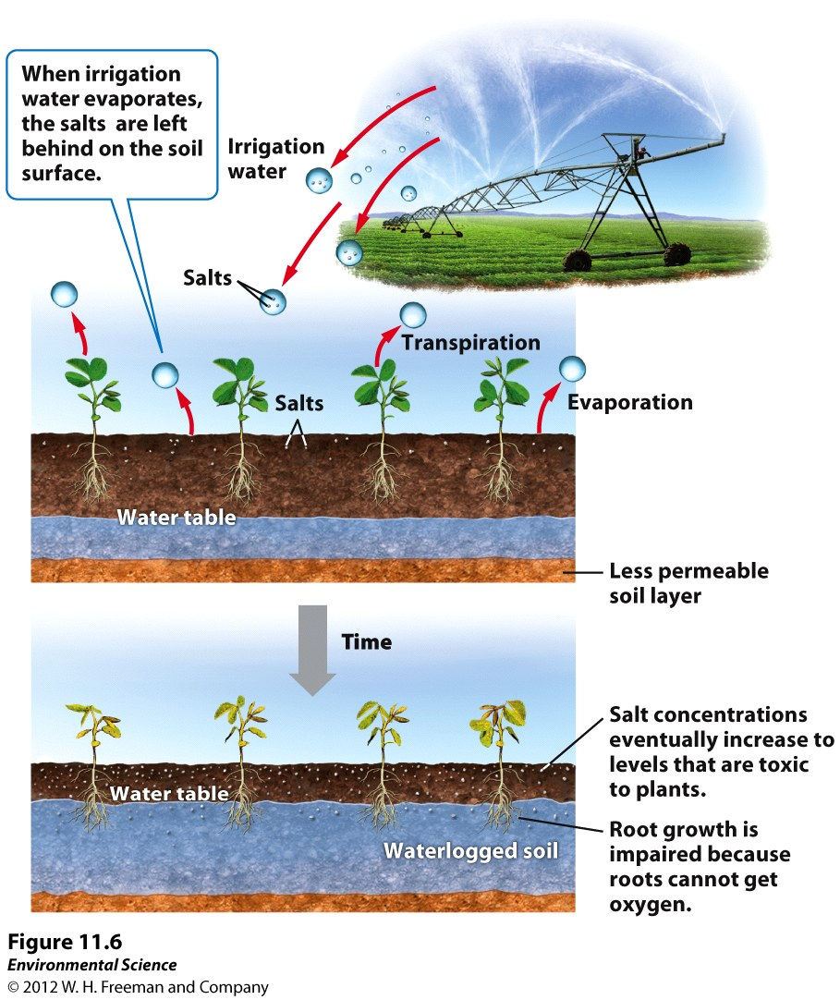 When irrigation
water evaporates,
the salts are left
behind on the soil
surface.
Irrigation
water
Salts
Transpiration
Salts
Evaporation
Water table
Less permeable
soil layer
Time
Salt concentrations
eventually increase to
levels that are toxic
to plants.
Water table
Root growth is
impaired because
roots cannot get
oxygen.
Waterlogged soil
Figure 11.6
Environmental Science
© 2012 W. H. Freeman and Company